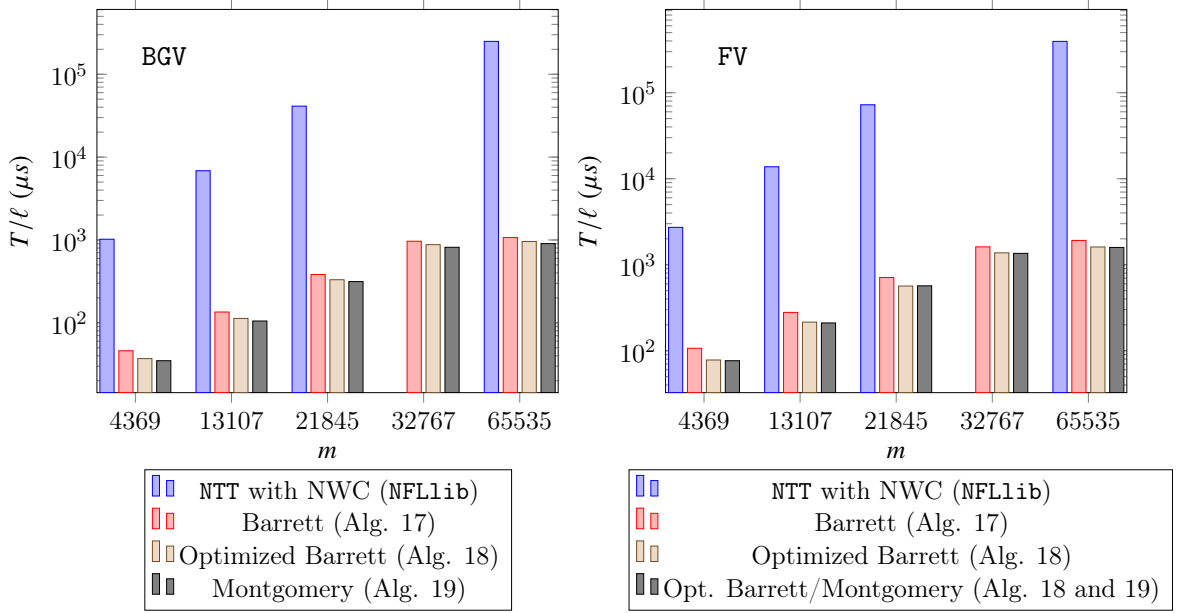 BGV
10^5
10^4
10^3
10^2
T/ℓ (μs)
4369 13107 21845 32767 65535
m
NTT with NWC (NFLlib)
Barrett (Alg. 17)
Optimized Barrett (Alg. 18)
Montgomery (Alg. 19)
FV
10^5
10^4
10^3
10^2
T/ℓ (μs)
4369 13107 21845 32767 65535
m
NTT with NWC (NFLlib)
Barrett (Alg. 17)
Optimized Barrett (Alg. 18)
Opt. Barrett/Montgomery (Alg. 18 and 19)